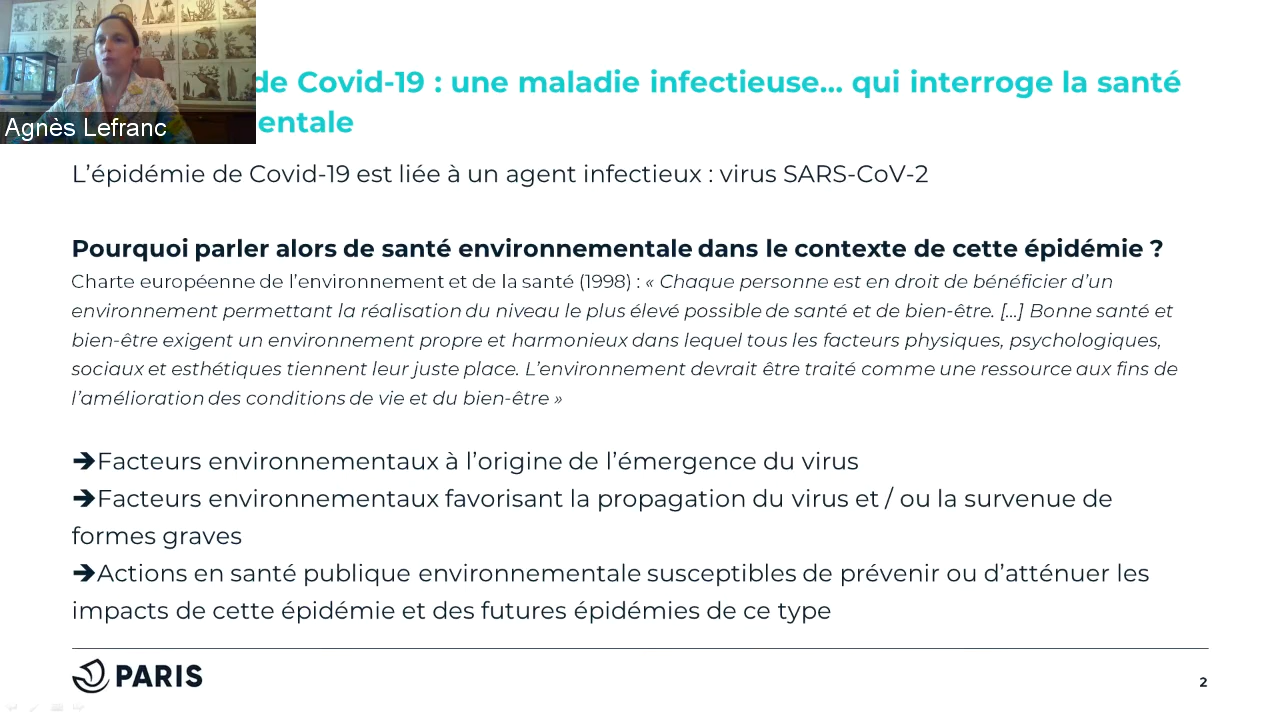 de Covid-19 : une maladie infectieuse... qui interroge la santé
entale
Agnès Lefranc
L'épidémie de Covid-19 est liée à un agent infectieux : virus SARS-CoV-2
Pourquoi parler alors de santé environnementale dans le contexte de cette épidémie ?
Charte européenne de l'environnement et de la santé (1998) : « Chaque personne est en droit de bénéficier d'un
environnement permettant la réalisation du niveau le plus élevé possible de santé et de bien-être. [...] Bonne santé et
bien-être exigent un environnement propre et harmonieux dans lequel tous les facteurs physiques, psychologiques,
sociaux et esthétiques tiennent leur juste place. L'environnement devrait être traité comme une ressource aux fins de
l'amélioration des conditions de vie et du bien-être »
➔Facteurs environnementaux à l'origine de l'émergence du virus
➔Facteurs environnementaux favorisant la propagation du virus et / ou la survenue de
formes graves
➔Actions en santé publique environnementale susceptibles de prévenir ou d'atténuer les
impacts de cette épidémie et des futures épidémies de ce type
PARIS
2